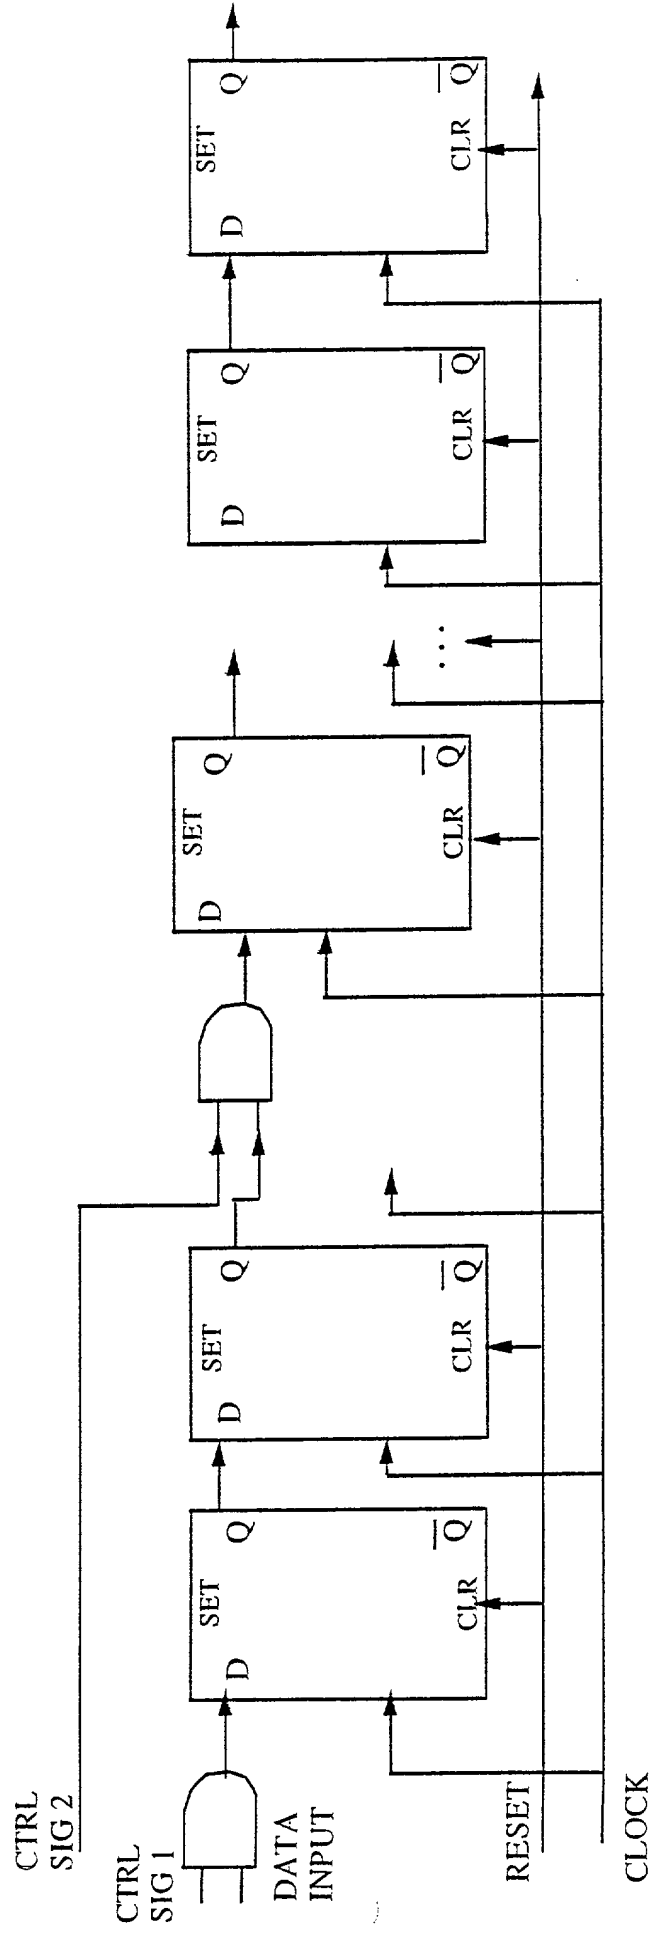 CTRL
SIG 2
CTRL
SIG 1
DATA
INPUT
RESET
CLOCK
D
SET
Q
CLR
Q̅
D
SET
Q
CLR
Q̅
D
SET
Q
CLR
Q̅
...
D
SET
Q
CLR
Q̅
D
SET
Q
CLR
Q̅